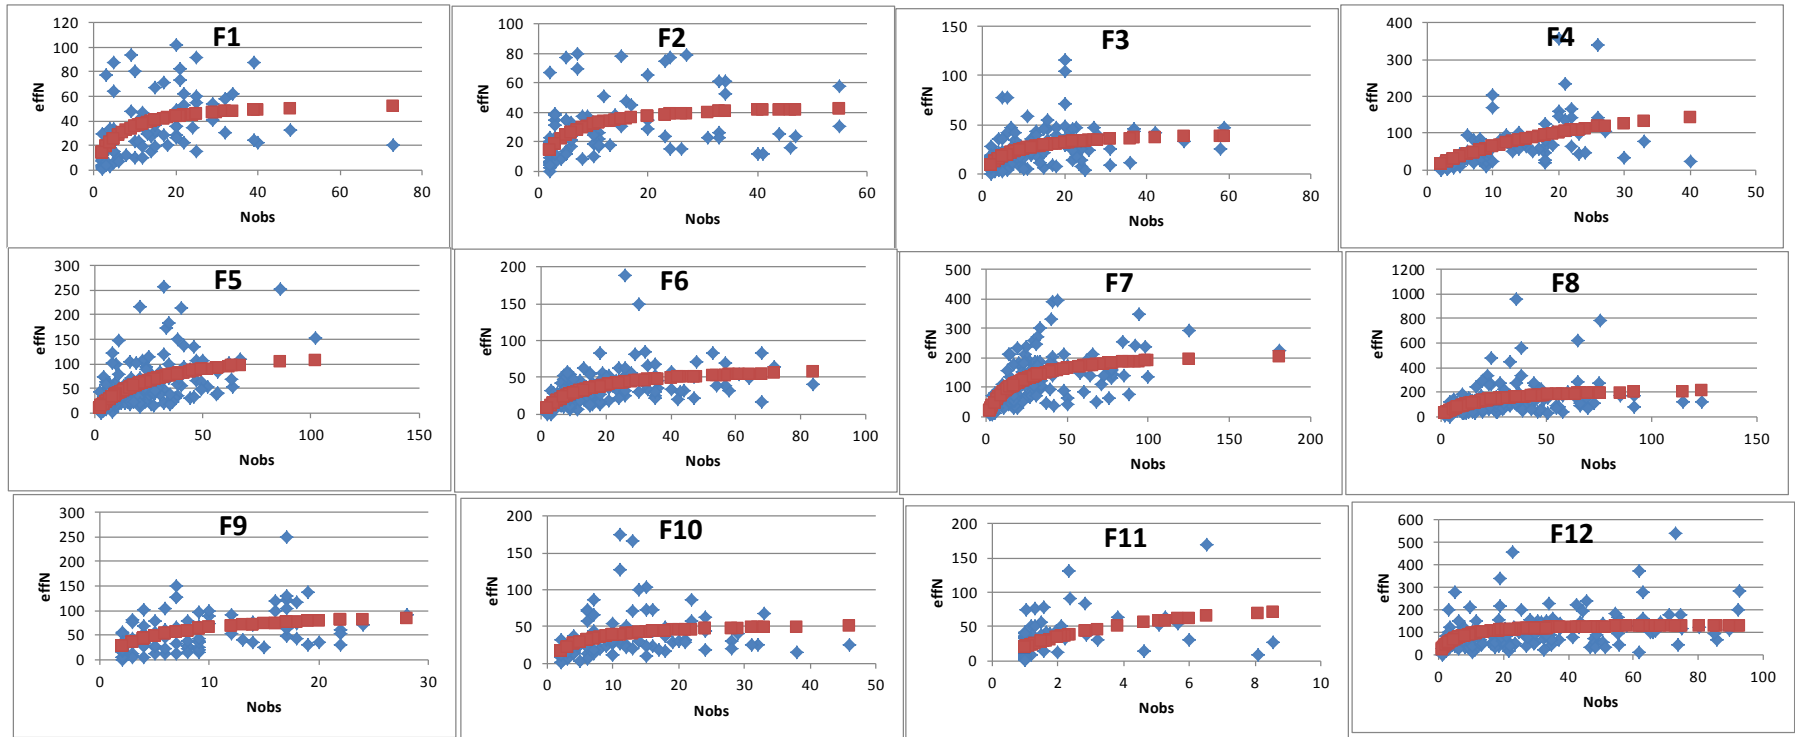 F1
120
100
80
60
40
20
0
effN
0 20 40 60 80
Nobs
F2
100
80
60
40
20
0
effN
0 20 40 60
Nobs
F3
150
100
50
0
effN
0 20 40 60 80
Nobs
F4
400
300
200
100
0
effN
0 10 20 30 40 50
Nobs
F5
300
250
200
150
100
50
0
effN
0 50 100 150
Nobs
F6
200
150
100
50
0
effN
0 20 40 60 80 100
Nobs
F7
500
400
300
200
100
0
effN
0 50 100 150 200
Nobs
F8
1200
1000
800
600
400
200
0
effN
0 50 100 150
Nobs
F9
300
250
200
150
100
50
0
effN
0 10 20 30
Nobs
F10
200
150
100
50
0
effN
0 10 20 30 40 50
Nobs
F11
200
150
100
50
0
effN
0 2 4 6 8 10
Nobs
F12
600
500
400
300
200
100
0
effN
0 20 40 60 80 100
Nobs